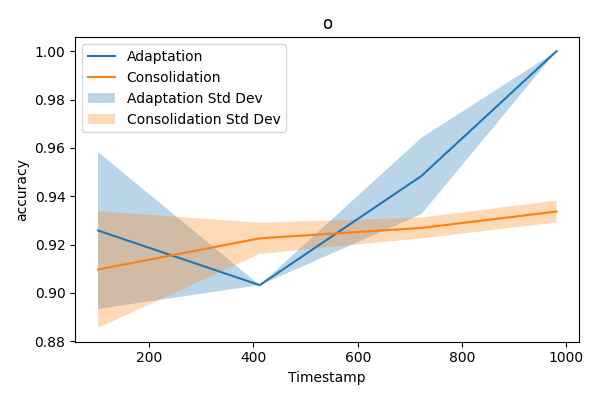 o
1.00
0.98
0.96
0.94
0.92
0.90
0.88
accuracy
Adaptation
Consolidation
Adaptation Std Dev
Consolidation Std Dev
200
400
600
800
1000
Timestamp